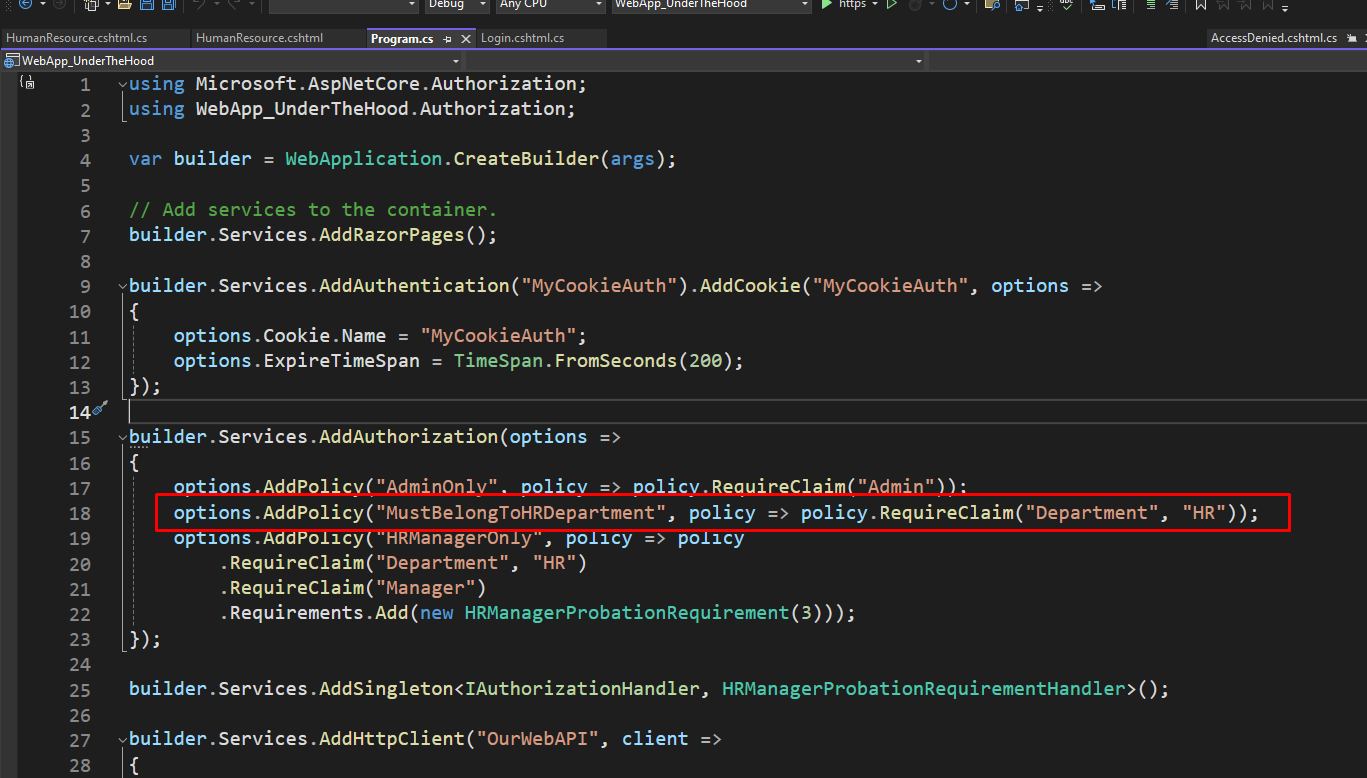 Debug
Any CPU
WebApp_UnderTheHood
https
HumanResource.cshtml.cs
HumanResource.cshtml
Program.cs
Login.cshtml.cs
AccessDenied.cshtml.cs
WebApp_UnderTheHood
1 using Microsoft.AspNetCore.Authorization;
2 using WebApp_UnderTheHood.Authorization;
3
4 var builder = WebApplication.CreateBuilder(args);
5
6 // Add services to the container.
7 builder.Services.AddRazorPages();
8
9 builder.Services.AddAuthentication("MyCookieAuth").AddCookie("MyCookieAuth", options =>
10 {
11     options.Cookie.Name = "MyCookieAuth";
12     options.ExpireTimeSpan = TimeSpan.FromSeconds(200);
13 });
14
15 builder.Services.AddAuthorization(options =>
16 {
17     options.AddPolicy("AdminOnly", policy => policy.RequireClaim("Admin"));
18     options.AddPolicy("MustBelongToHRDepartment", policy => policy.RequireClaim("Department", "HR"));
19     options.AddPolicy("HRManagerOnly", policy => policy
20         .RequireClaim("Department", "HR")
21         .RequireClaim("Manager")
22         .Requirements.Add(new HRManagerProbationRequirement(3)));
23 });
24
25 builder.Services.AddSingleton<IAuthorizationHandler, HRManagerProbationRequirementHandler>();
26
27 builder.Services.AddHttpClient("OurWebAPI", client =>
28 {